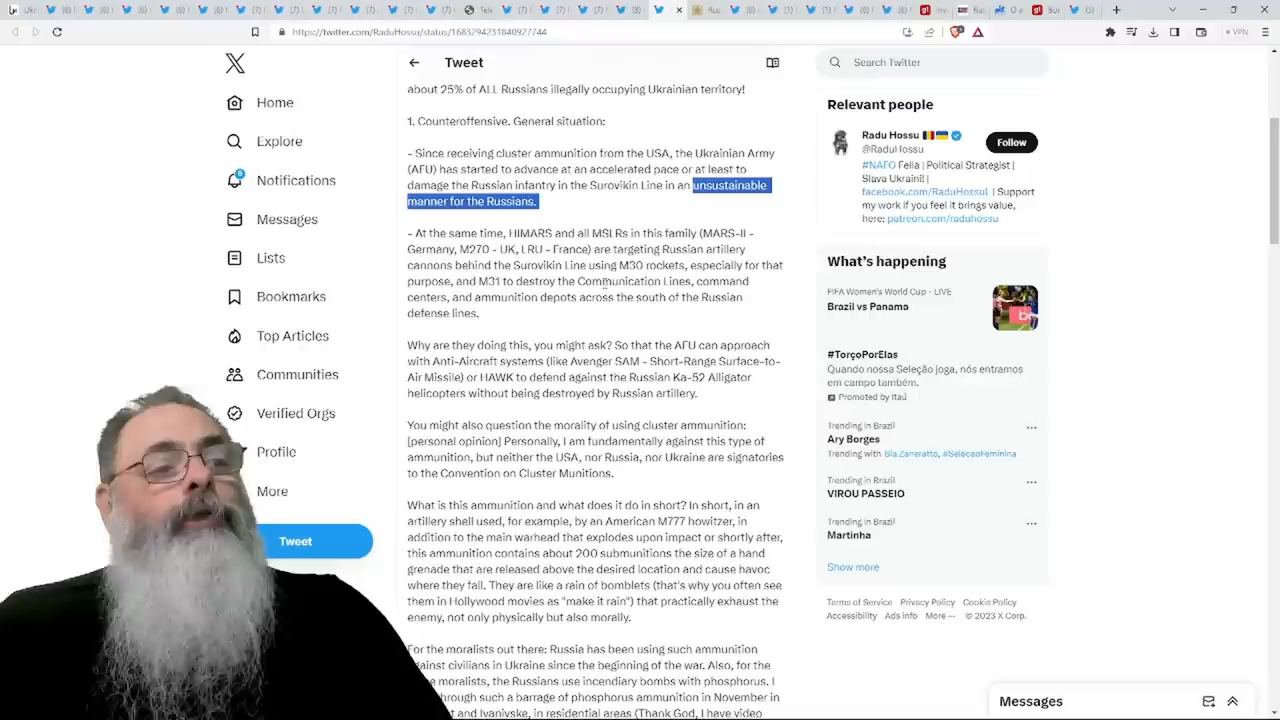 https://twitter.com/RaduHossu/status/1683294231840927744
VPN
Home
Explore
Notifications
Messages
Lists
Bookmarks
Top Articles
Communities
Verified Orgs
Profile
More
Tweet
Tweet
about 25% of ALL Russians illegally occupying Ukrainian territory!
1. Counteroffensive. General situation:
- Since receiving cluster ammunition from the USA, the Ukrainian Army
(AFU) has started to advance at an accelerated pace or at least to
damage the Russian infantry in the Surovikin Line in an unsustainable
manner for the Russians.
- At the same time, HIMARS and all MSLRs in this family (MARS-II -
Germany, M270 - UK, LRU - France) are targeting Russian artillery
cannons behind the Surovikin Line using M30 rockets, especially for that
purpose, and M31 to destroy the Communication Lines, command
centers, and ammunition depots across the south of the Russian
defense lines.
Why are they doing this, you might ask? So that the AFU can approach
with Anti-Aircraft systems (like Avenger SAM - Short-Range Surface-to-
Air Missile) or HAWK to defend against the Russian Ka-52 Alligator
helicopters without being destroyed by Russian artillery.
You might also question the morality of using cluster ammunition:
[personal opinion] Personally, I am fundamentally against this type of
ammunition, but neither the USA, nor Russia, nor Ukraine are signatories
to the Convention on Cluster Munitions.
What is this ammunition and what does it do in short? In short, in an
artillery shell used, for example, by an American M777 howitzer, in
addition to the main warhead that explodes upon impact or shortly after,
this ammunition contains about 200 submunitions the size of a hand
grenade that are released above the desired location and cause havoc
where they fall. They are like a rain of bomblets (that's why you often see
them in Hollywood movies as "make it rain") that practically exhaust the
enemy, not only physically but also morally.
For the moralists out there: Russia has been using such ammunition
against civilians in Ukraine since the beginning of the war. Also, for the
moralists, the Russians use incendiary bombs with phosphorus. I
through such a barrage of phosphorus ammunition in November in
and Ivanivske, in residential areas (Thank God, I have video
Search Twitter
Relevant people
Radu Hossu
@RaduHossu
Follow
#NAFO Fella | Political Strategist |
Slava Ukraini! |
facebook.com/RaduHossu1 | Support
my work if you feel it brings value,
here: patreon.com/raduhossu
What's happening
FIFA Women's World Cup - LIVE
Brazil vs Panama
#TorçoPorElas
Quando nossa Seleção joga, nós entramos
em campo também.
Promoted by Itaú
Trending in Brazil
Ary Borges
Trending with Bia Zaneratto, #SelecaoFeminina
Trending in Brazil
VIROU PASSEIO
Trending in Brazil
Martinha
Show more
Terms of Service Privacy Policy Cookie Policy
Accessibility Ads info More ··· © 2023 X Corp.
Messages